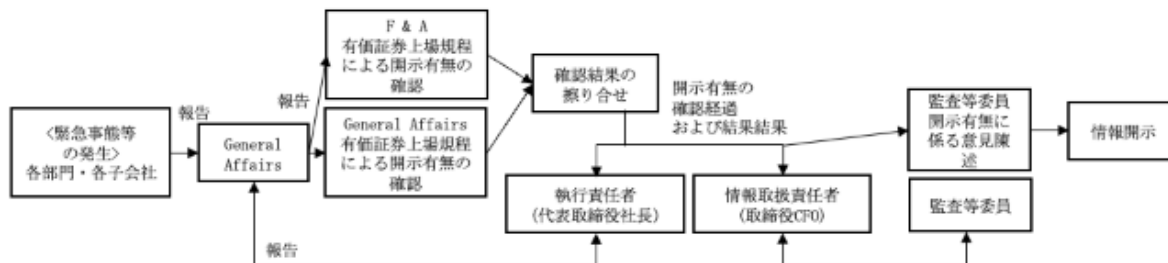 <緊急事態等
の発生>
各部門・各子会社
報告
General
Affairs
報告
F & A
有価証券上場規程
による開示有無の
確認
General Affairs
有価証券上場規程
による開示有無の
確認
確認結果の
擦り合せ
開示有無の
確認経過
および結果結果
執行責任者
(代表取締役社長)
情報取扱責任者
(取締役CFO)
監査等委員
開示有無に
係る意見陳
述
監査等委員
情報開示
報告